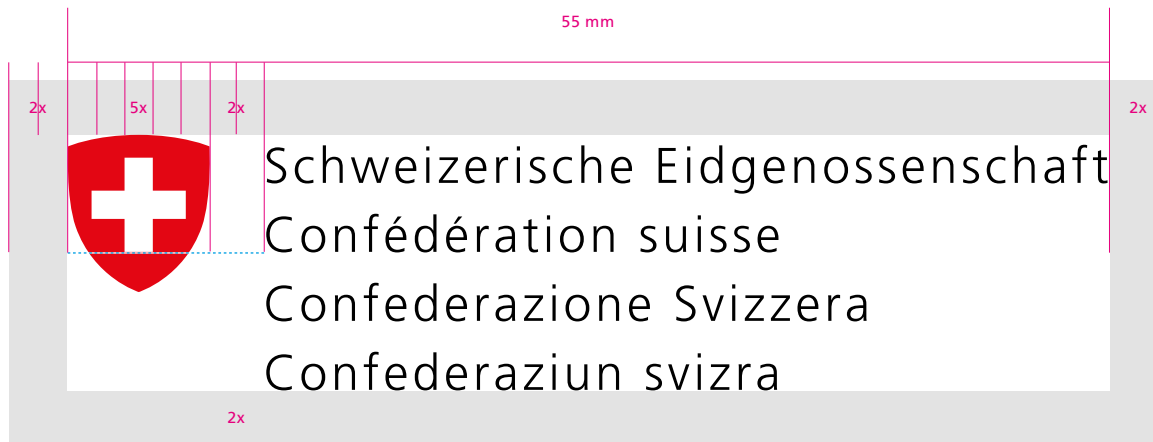 55 mm
2x 5x 2x 2x
Schweizerische Eidgenossenschaft
Confédération suisse
Confederazione Svizzera
Confederaziun svizra
2x